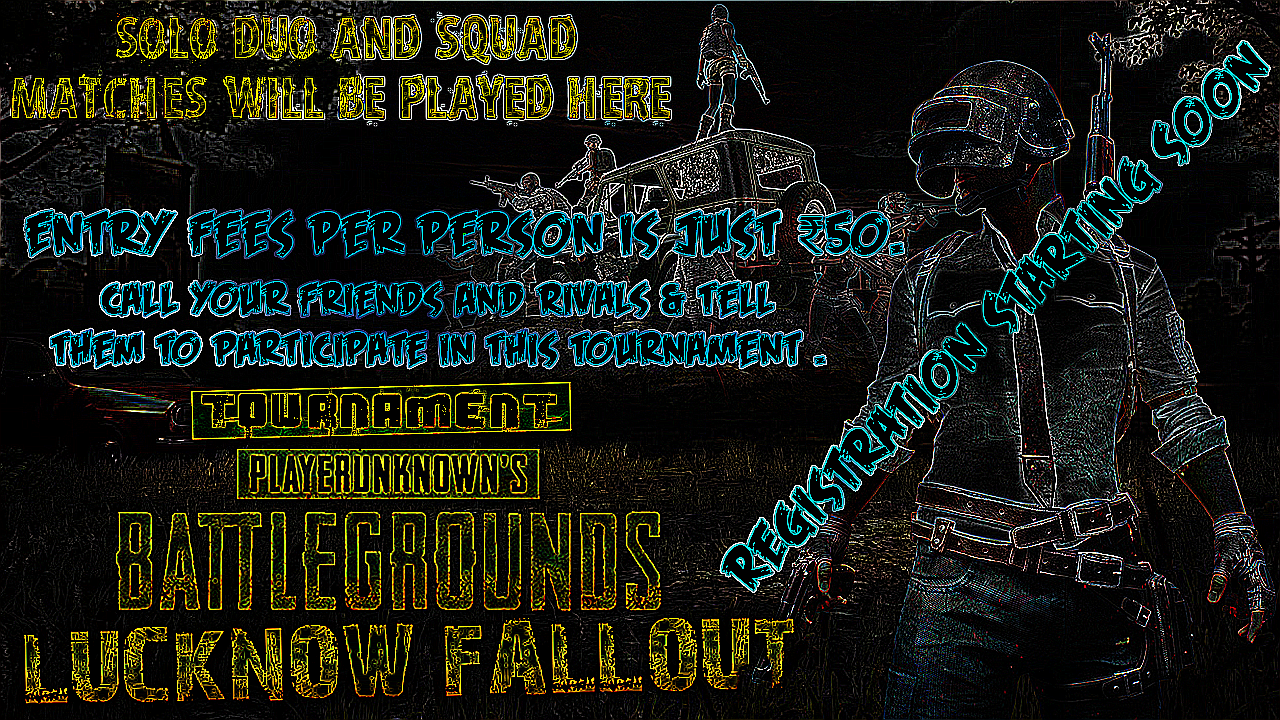 SOLO DUO AND SQUAD
MATCHES WILL BE PLAYED HERE
ENTRY FEES PER PERSON IS JUST ₹50.
CALL YOUR FRIENDS AND RIVALS & TELL
THEM TO PARTICIPATE IN THIS TOURNAMENT .
TOURNAMENT
PLAYERUNKNOWN'S
BATTLEGROUNDS
LUCKNOW FALLOUT
REGISTRATION STARTING SOON